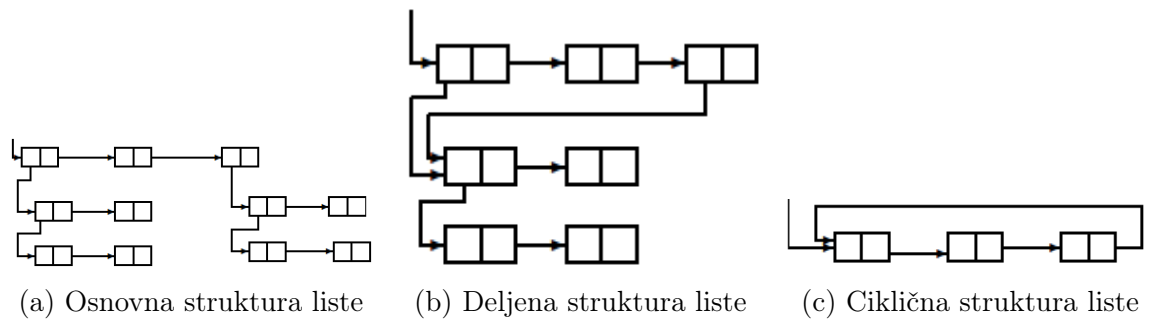 (a) Osnovna struktura liste
(b) Deljena struktura liste
(c) Ciklična struktura liste